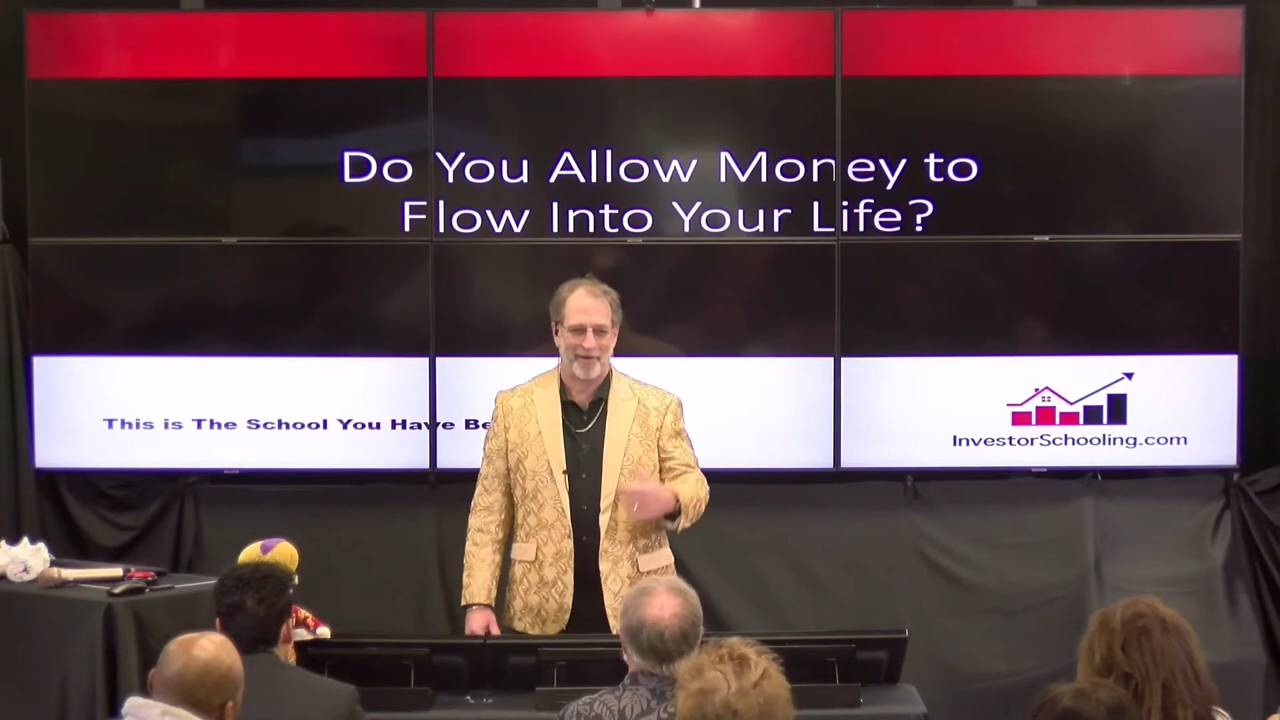 Do You Allow Money to
Flow Into Your Life?
This is The School You Have
InvestorSchooling.com